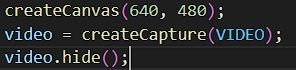 createCanvas(640, 480);
video = createCapture(VIDEO);
video.hide();